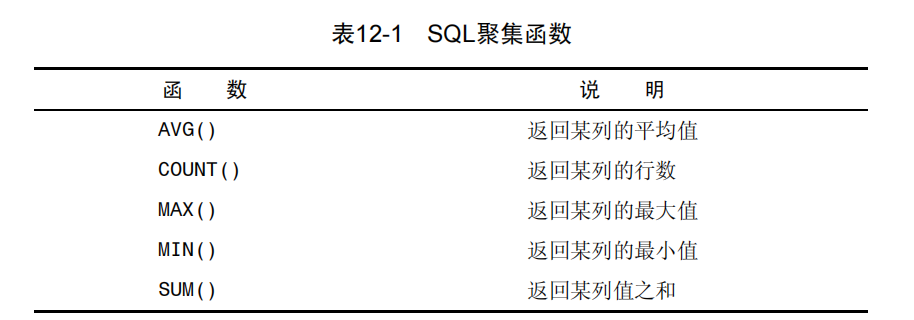 表12-1 SQL聚集函数
函 数 说 明
AVG() 返回某列的平均值
COUNT() 返回某列的行数
MAX() 返回某列的最大值
MIN() 返回某列的最小值
SUM() 返回某列值之和